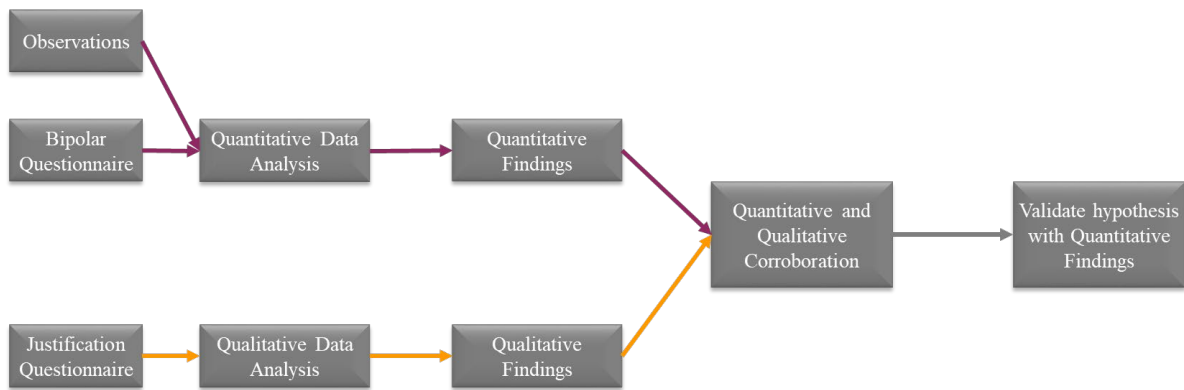 Observations
Bipolar
Questionnaire
Quantitative Data
Analysis
Quantitative
Findings
Quantitative and
Qualitative
Corroboration
Validate hypothesis
with Quantitative
Findings
Justification
Questionnaire
Qualitative Data
Analysis
Qualitative
Findings